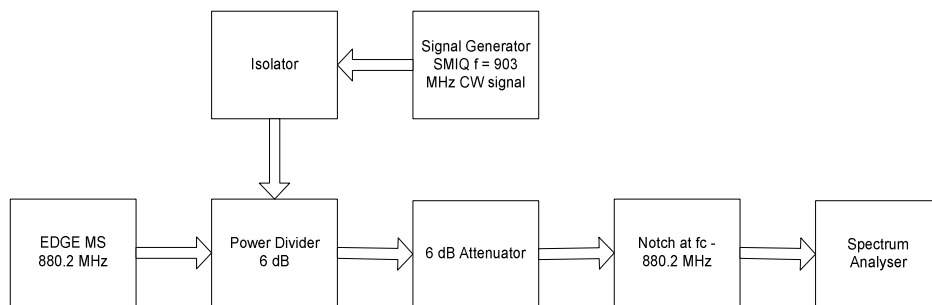 Isolator
Signal Generator
SMIQ f = 903
MHz CW signal
EDGE MS
880.2 MHz
Power Divider
6 dB
6 dB Attenuator
Notch at fc -
880.2 MHz
Spectrum
Analyser